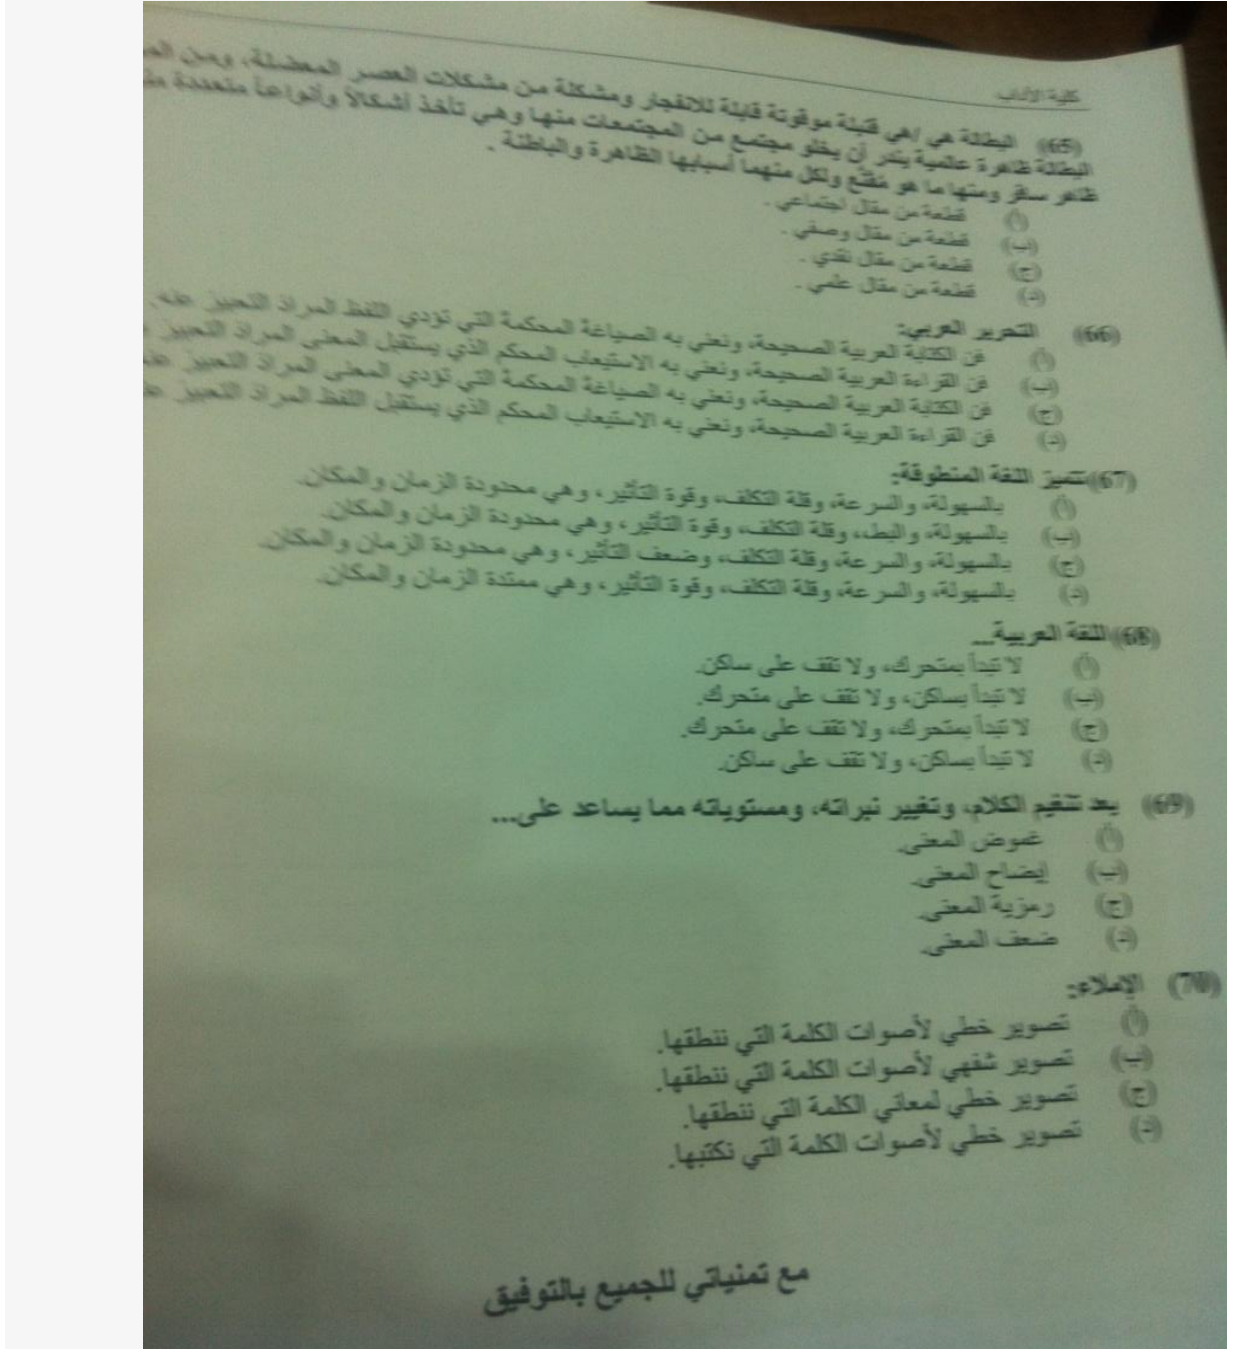 كلية الآداب
(65) البطالة هي إهي قنبلة موقوتة قابلة للانفجار ومشكلة من مشكلات العصر المعضلة، ومن
البطالة ظاهرة عالمية يندر أن يخلو مجتمع من المجتمعات منها وهي تأخذ أشكالاً وأنواعاً متعددة
ظاهر سافر ومنها ما هو مُقنَّع ولكل منهما أسبابها الظاهرة والباطنة .
(أ) قطعة من مقال اجتماعي .
(ب) قطعة من مقال وصفي .
(ج) قطعة من مقال نقدي .
(د) قطعة من مقال علمي .
(66) التحرير العربي:
(أ) فن الكتابة العربية الصحيحة، ونعني به الصياغة المحكمة التي تؤدي اللفظ المراد التعبير عنه.
(ب) فن القراءة العربية الصحيحة، ونعني به الاستيعاب المحكم الذي يستقبل المعنى المراد التعبير
(ج) فن الكتابة العربية الصحيحة، ونعني به الصياغة المحكمة التي تؤدي المعنى المراد التعبير
(د) فن القراءة العربية الصحيحة، ونعني به الاستيعاب المحكم الذي يستقبل اللفظ المراد التعبير
(67) تتميز اللغة المنطوقة:
(أ) بالسهولة، والسرعة، وقلة التكلف، وقوة التأثير، وهي محدودة الزمان والمكان.
(ب) بالسهولة، والبطء، وقلة التكلف، وقوة التأثير، وهي محدودة الزمان والمكان.
(ج) بالسهولة، والسرعة، وقلة التكلف، وضعف التأثير، وهي محدودة الزمان والمكان.
(د) بالسهولة، والسرعة، وقلة التكلف، وقوة التأثير، وهي ممتدة الزمان والمكان.
(68) اللغة العربية...
(أ) لا تبدأ بمتحرك، ولا تقف على ساكن.
(ب) لا تبدأ بساكن، ولا تقف على متحرك.
(ج) لا تبدأ بمتحرك، ولا تقف على متحرك.
(د) لا تبدأ بساكن، ولا تقف على ساكن.
(69) يعد تنغيم الكلام، وتغيير نبراته، ومستوياته مما يساعد على...
(أ) غموض المعنى.
(ب) إيضاح المعنى.
(ج) رمزية المعنى.
(د) ضعف المعنى.
(70) الإملاء:
(أ) تصوير خطي لأصوات الكلمة التي ننطقها.
(ب) تصوير شفهي لأصوات الكلمة التي ننطقها.
(ج) تصوير خطي لمعاني الكلمة التي ننطقها.
(د) تصوير خطي لأصوات الكلمة التي نكتبها.
مع تمنياتي للجميع بالتوفيق